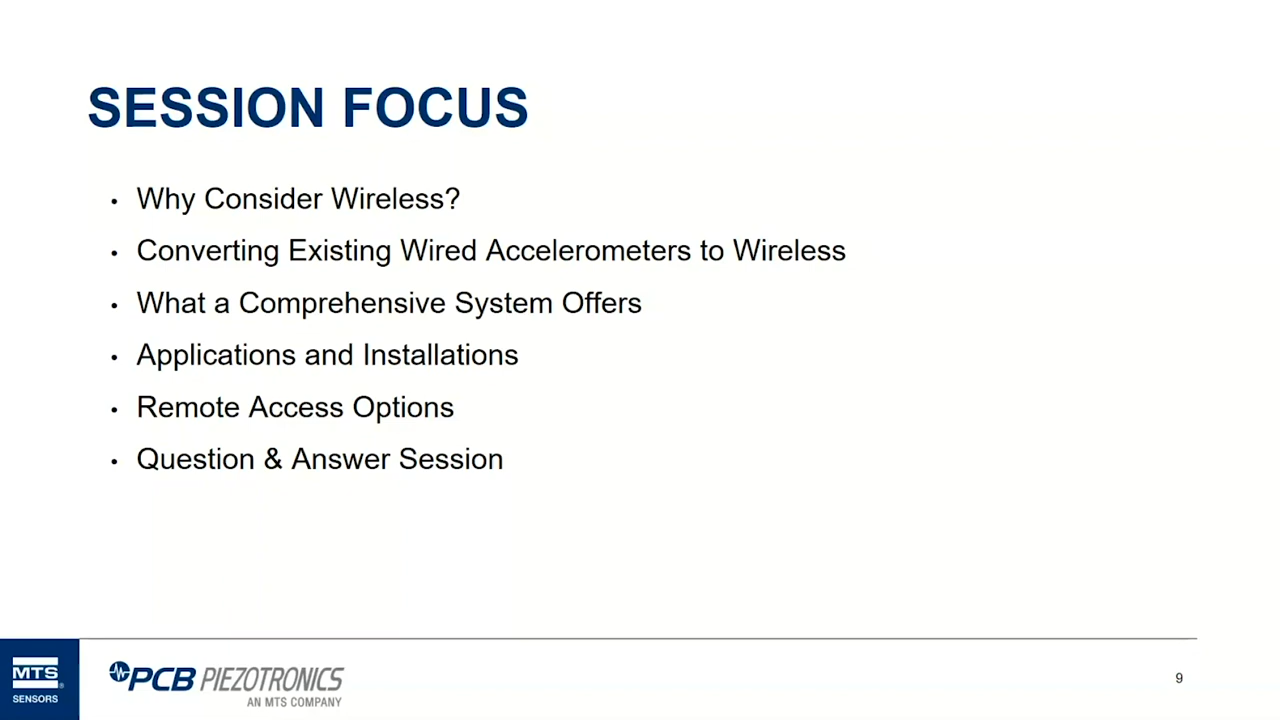 SESSION FOCUS
• Why Consider Wireless?
• Converting Existing Wired Accelerometers to Wireless
• What a Comprehensive System Offers
• Applications and Installations
• Remote Access Options
• Question & Answer Session
MTS®
SENSORS
PCB PIEZOTRONICS
AN MTS COMPANY
9